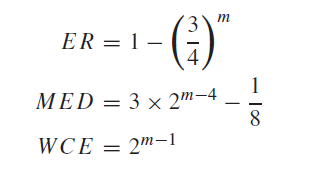 ER = 1 − (3/4)^m
MED = 3 × 2^{m−4} − 1/8
WCE = 2^{m−1}